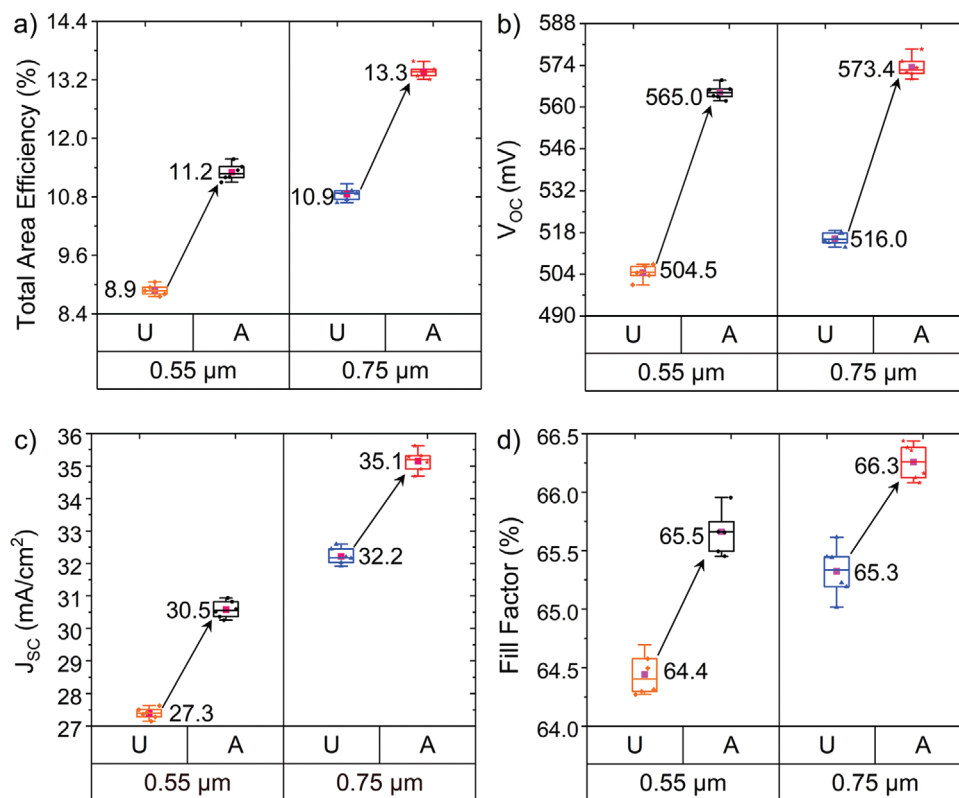 a)
Total Area Efficiency (%)
14.4
13.2
12.0
10.8
9.6
8.4
8.9
11.2
10.9
13.3
U A U A
0.55 µm 0.75 µm
b)
V_OC (mV)
588
574
560
546
532
518
504
490
504.5
565.0
516.0
573.4
U A U A
0.55 µm 0.75 µm
c)
J_SC (mA/cm²)
36
35
34
33
32
31
30
29
28
27
27.3
30.5
32.2
35.1
U A U A
0.55 µm 0.75 µm
d)
Fill Factor (%)
66.5
66.0
65.5
65.0
64.5
64.0
64.4
65.5
65.3
66.3
U A U A
0.55 µm 0.75 µm